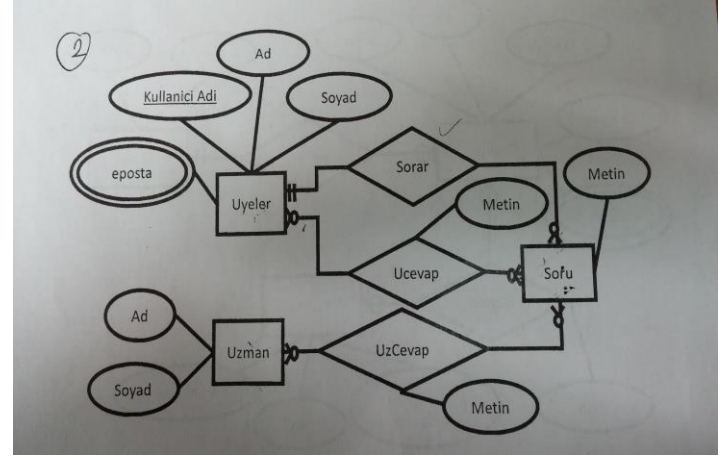 2
Ad
Kullanici Adi
Soyad
eposta
Sorar
Metin
Uyeler
Metin
Ucevap
Soru
Ad
Uzman
UzCevap
Soyad
Metin